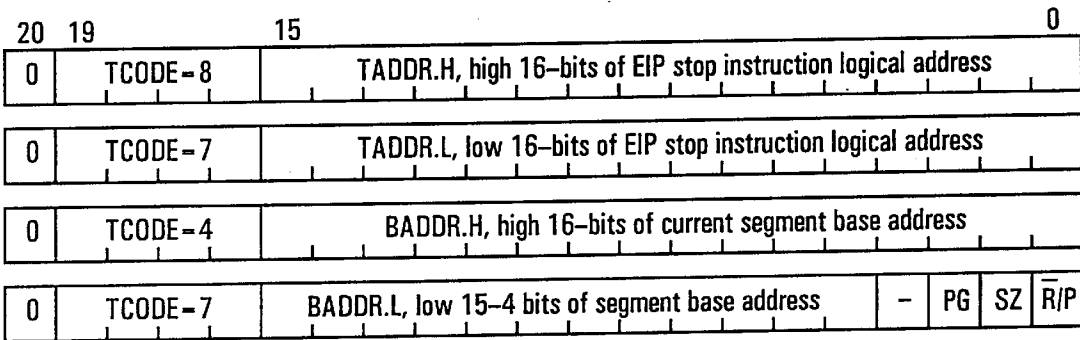 20 19 15 0
0 TCODE=8 TADDR.H, high 16-bits of EIP stop instruction logical address
0 TCODE=7 TADDR.L, low 16-bits of EIP stop instruction logical address
0 TCODE=4 BADDR.H, high 16-bits of current segment base address
0 TCODE=7 BADDR.L, low 15-4 bits of segment base address - PG SZ R̅/P